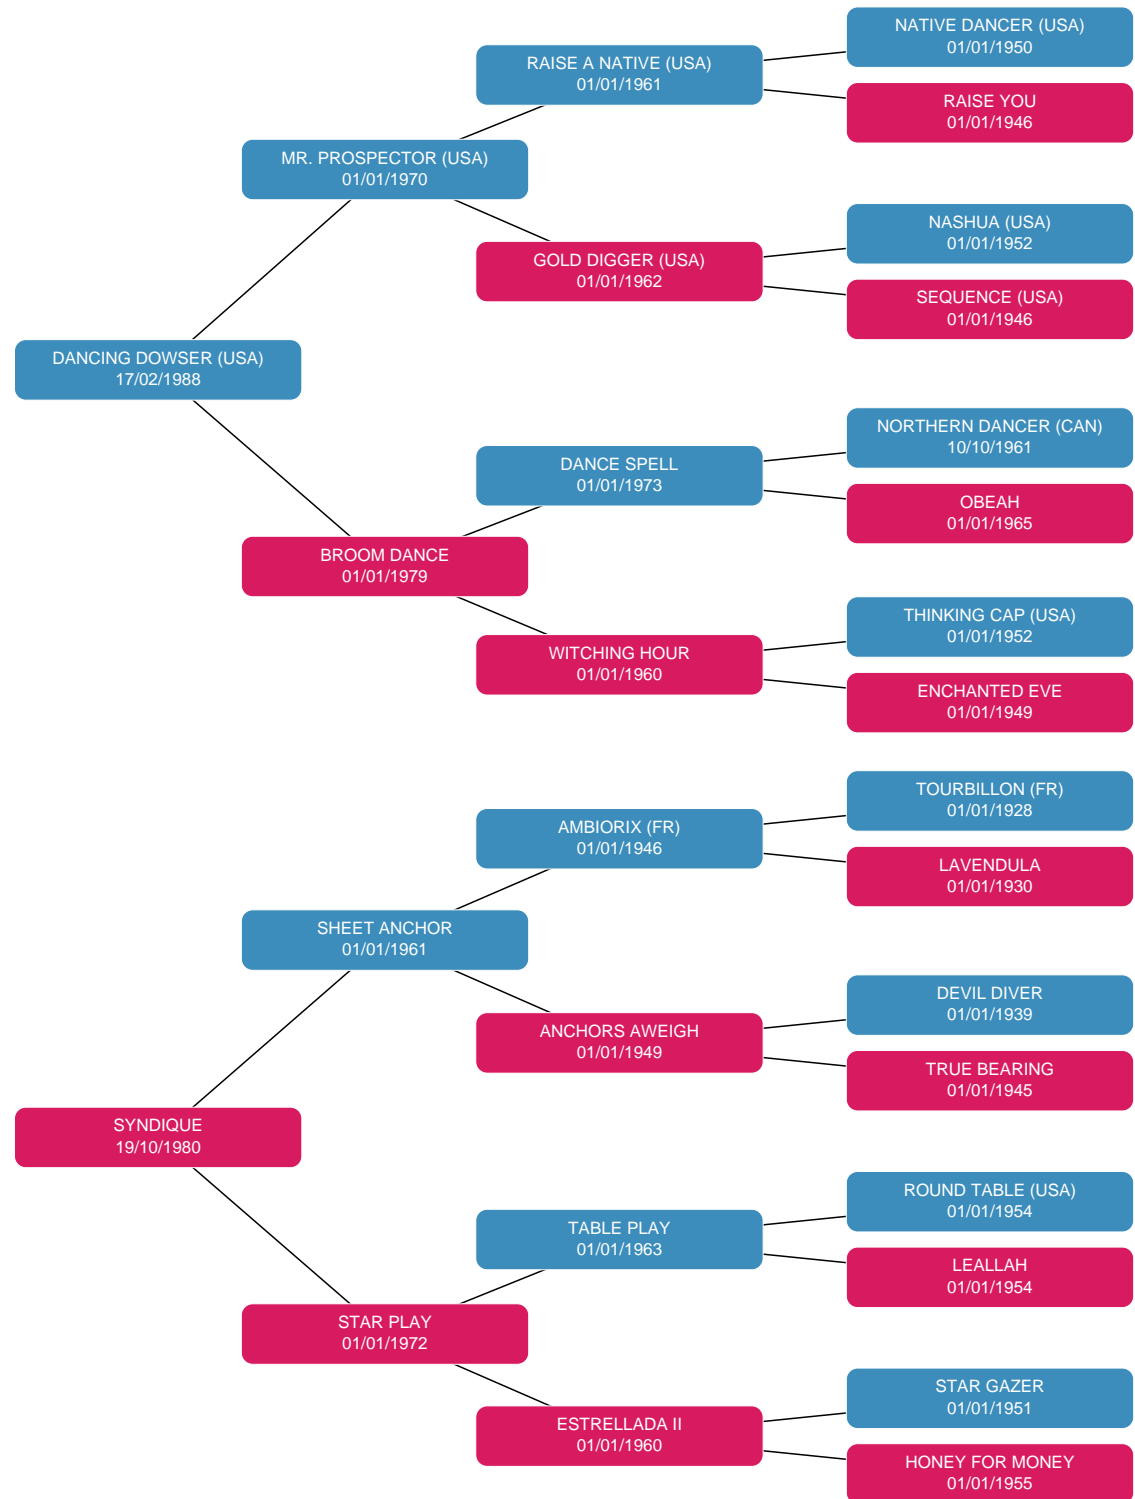 NATIVE DANCER (USA)
01/01/1950
RAISE A NATIVE (USA)
01/01/1961
RAISE YOU
01/01/1946
MR. PROSPECTOR (USA)
01/01/1970
NASHUA (USA)
01/01/1952
GOLD DIGGER (USA)
01/01/1962
SEQUENCE (USA)
01/01/1946
DANCING DOWSER (USA)
17/02/1988
NORTHERN DANCER (CAN)
10/10/1961
DANCE SPELL
01/01/1973
OBEAH
01/01/1965
BROOM DANCE
01/01/1979
THINKING CAP (USA)
01/01/1952
WITCHING HOUR
01/01/1960
ENCHANTED EVE
01/01/1949
TOURBILLON (FR)
01/01/1928
AMBIORIX (FR)
01/01/1946
LAVENDULA
01/01/1930
SHEET ANCHOR
01/01/1961
DEVIL DIVER
01/01/1939
ANCHORS AWEIGH
01/01/1949
TRUE BEARING
01/01/1945
SYNDIQUE
19/10/1980
ROUND TABLE (USA)
01/01/1954
TABLE PLAY
01/01/1963
LEALLAH
01/01/1954
STAR PLAY
01/01/1972
STAR GAZER
01/01/1951
ESTRELLADA II
01/01/1960
HONEY FOR MONEY
01/01/1955